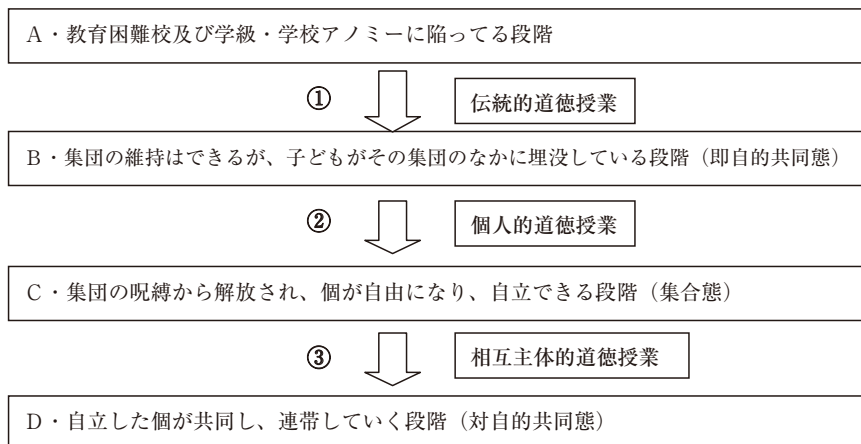 A・教育困難校及び学級・学校アノミーに陥ってる段階
① 伝統的道徳授業
B・集団の維持はできるが、子どもがその集団のなかに埋没している段階（即自的共同態）
② 個人的道徳授業
C・集団の呪縛から解放され、個が自由になり、自立できる段階（集合態）
③ 相互主体的道徳授業
D・自立した個が共同し、連帯していく段階（対自的共同態）